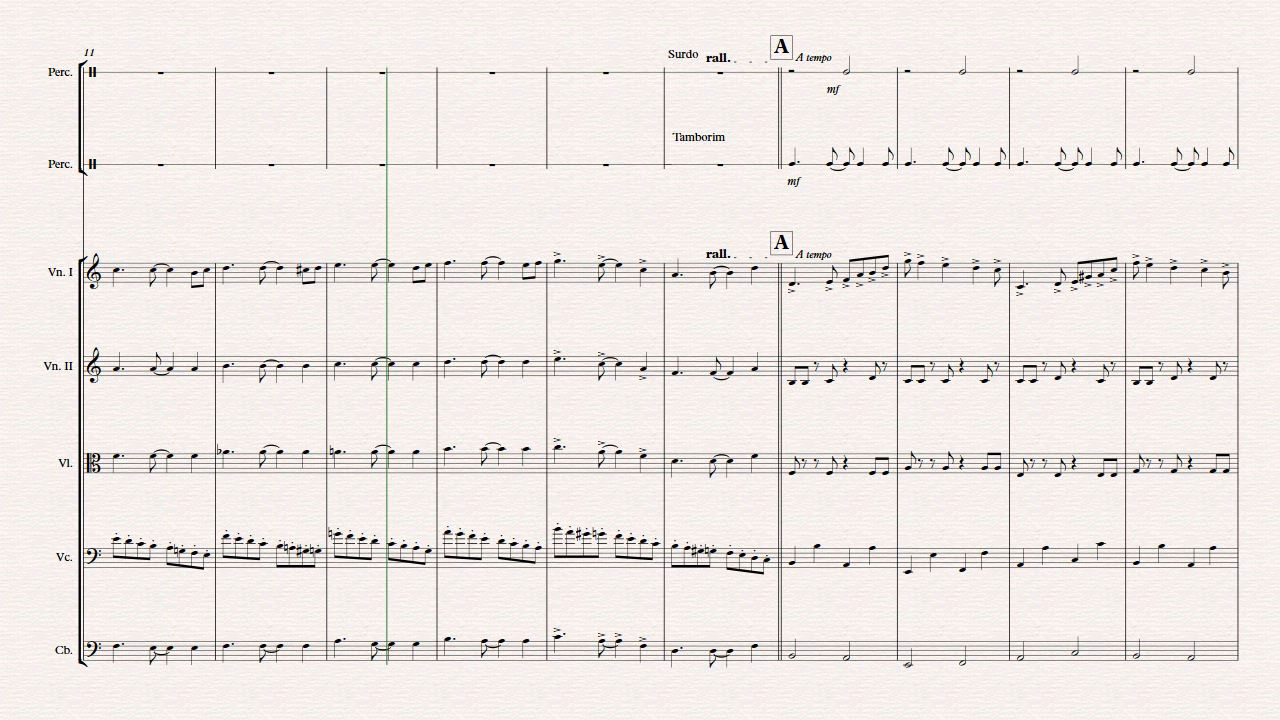 11
Surdo rall. A A tempo
Perc.
mf
Tamborim
Perc.
mf
rall. A A tempo
Vn. I
Vn. II
Vl.
Vc.
Cb.